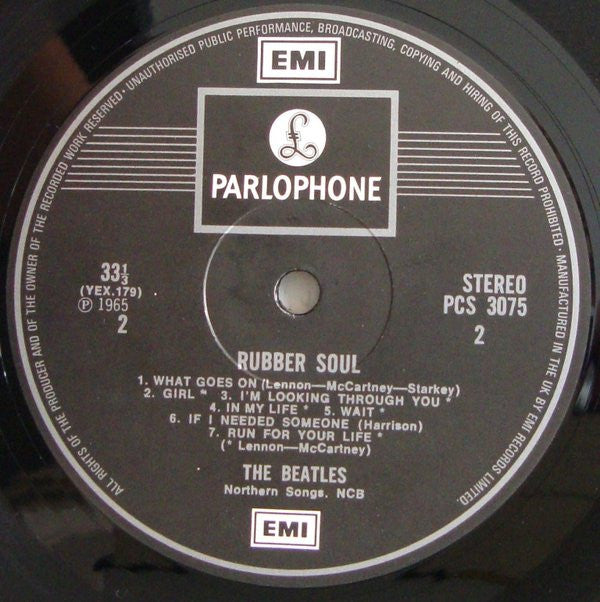 ALL RIGHTS OF THE PRODUCER AND OF THE OWNER OF THE RECORDED WORK RESERVED · UNAUTHORISED PUBLIC PERFORMANCE, BROADCASTING, COPYING AND HIRING OF THIS RECORD PROHIBITED · MANUFACTURED IN THE UK BY EMI RECORDS LIMITED.
EMI
£
PARLOPHONE
33⅓
(YEX.179)
Ⓟ 1965
2
STEREO
PCS 3075
2
RUBBER SOUL
1. WHAT GOES ON (Lennon—McCartney—Starkey)
2. GIRL * 3. I'M LOOKING THROUGH YOU *
4. IN MY LIFE * 5. WAIT *
6. IF I NEEDED SOMEONE (Harrison)
7. RUN FOR YOUR LIFE *
(* Lennon—McCartney)
THE BEATLES
Northern Songs. NCB
EMI